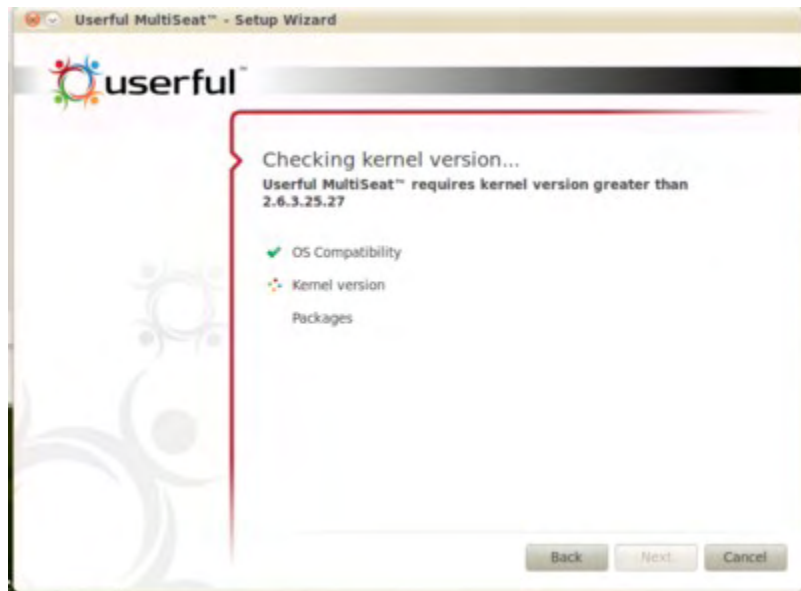 Userful MultiSeat™ - Setup Wizard
userful™
Checking kernel version...
Userful MultiSeat™ requires kernel version greater than
2.6.3.25.27
OS Compatibility
Kernel version
Packages
Back Next Cancel